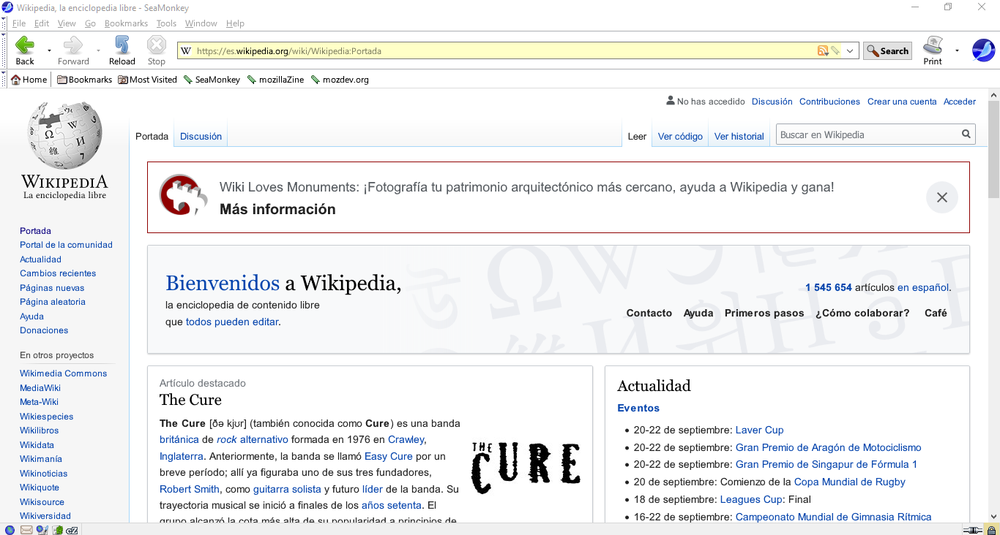 Wikipedia, la enciclopedia libre - SeaMonkey
File Edit View Go Bookmarks Tools Window Help
Back Forward Reload Stop
W https://es.wikipedia.org/wiki/Wikipedia:Portada
Search Print
Home Bookmarks Most Visited SeaMonkey mozillaZine mozdev.org
WIKIPEDIA
La enciclopedia libre
Portada
Portal de la comunidad
Actualidad
Cambios recientes
Páginas nuevas
Página aleatoria
Ayuda
Donaciones
En otros proyectos
Wikimedia Commons
MediaWiki
Meta-Wiki
Wikiespecies
Wikilibros
Wikidata
Wikimanía
Wikinoticias
Wikiquote
Wikisource
Wikiversidad
No has accedido Discusión Contribuciones Crear una cuenta Acceder
Portada Discusión Leer Ver código Ver historial Buscar en Wikipedia
Wiki Loves Monuments: ¡Fotografía tu patrimonio arquitectónico más cercano, ayuda a Wikipedia y gana!
Más información
Bienvenidos a Wikipedia,
la enciclopedia de contenido libre
que todos pueden editar.
1 545 654 artículos en español.
Contacto Ayuda Primeros pasos ¿Cómo colaborar? Café
Artículo destacado
The Cure
The Cure [ðə kjʊr] (también conocida como Cure) es una banda
británica de rock alternativo formada en 1976 en Crawley,
Inglaterra. Anteriormente, la banda se llamó Easy Cure por un
breve período; allí ya figuraba uno de sus tres fundadores,
Robert Smith, como guitarra solista y futuro líder de la banda. Su
trayectoria musical se inició a finales de los años setenta. El
grupo alcanzó la cota más alta de su popularidad a principios de
THE
CURE
Actualidad
Eventos
• 20-22 de septiembre: Laver Cup
• 20-22 de septiembre: Gran Premio de Aragón de Motociclismo
• 20-22 de septiembre: Gran Premio de Singapur de Fórmula 1
• 20 de septiembre: Comienzo de la Copa Mundial de Rugby
• 18 de septiembre: Leagues Cup: Final
• 16-22 de septiembre: Campeonato Mundial de Gimnasia Rítmica
cZ